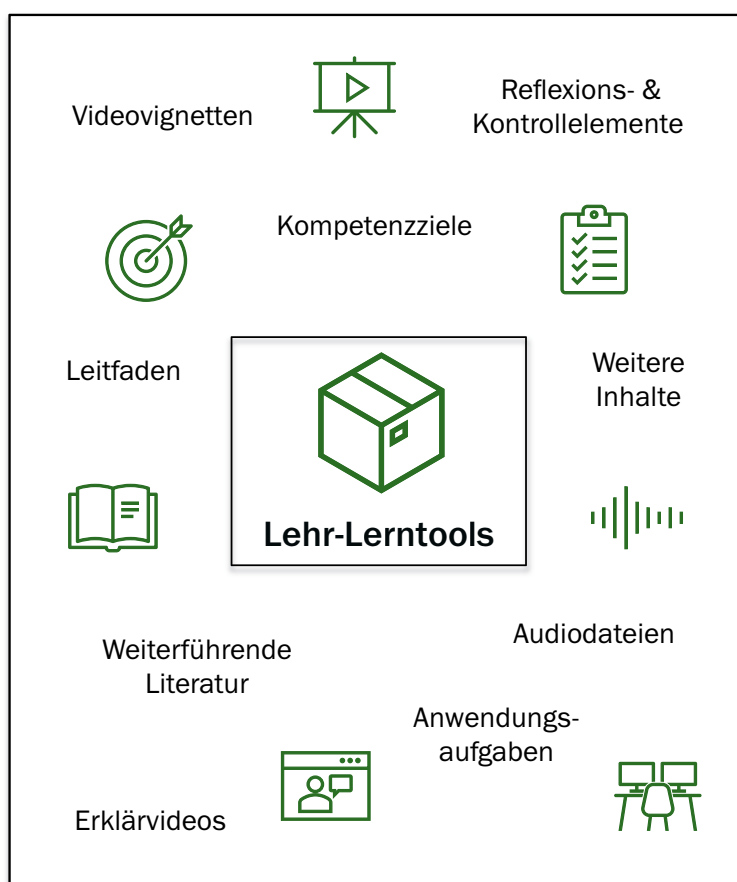 Videovignetten
Reflexions- &
Kontrollelemente
Kompetenzziele
Leitfaden
Weitere
Inhalte
Lehr-Lerntools
Audiodateien
Weiterführende
Literatur
Anwendungs-
aufgaben
Erklärvideos